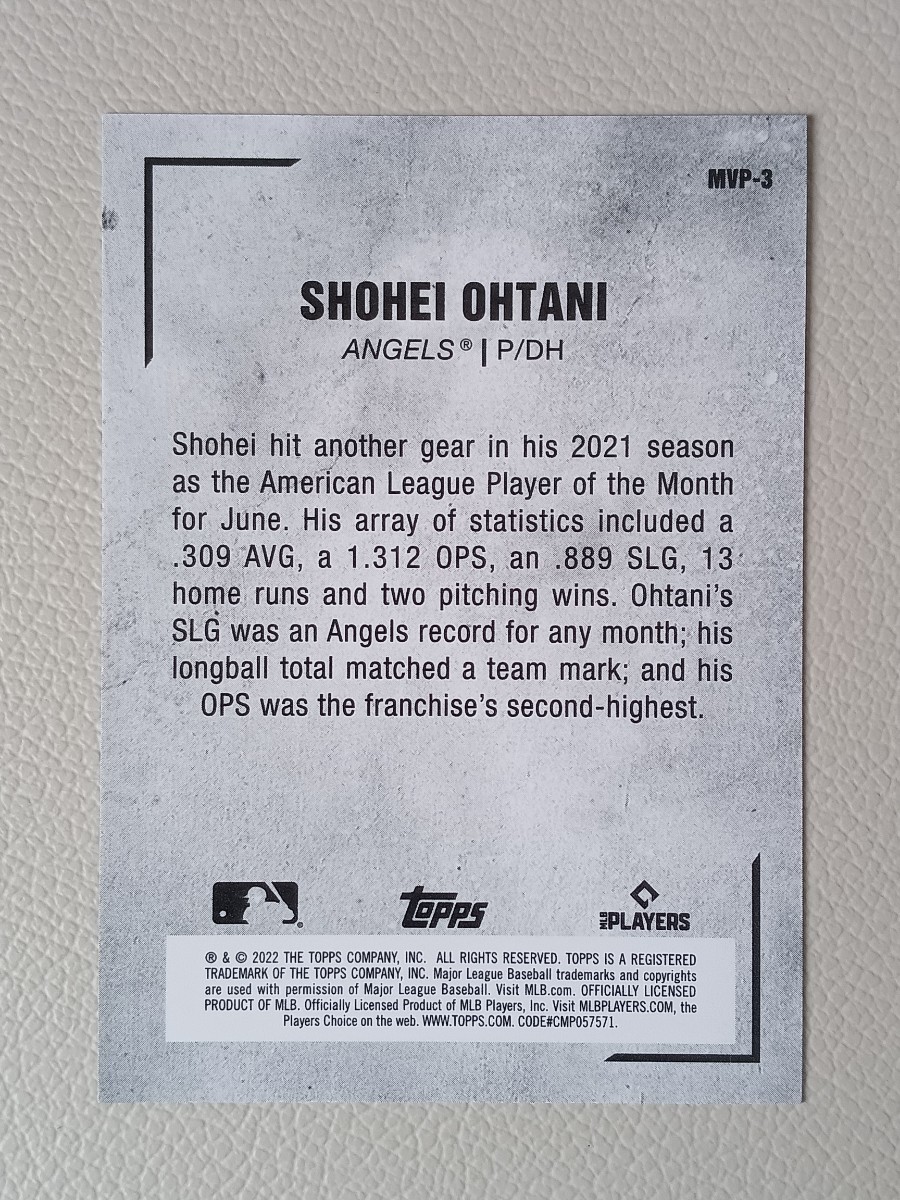 MVP-3
SHOHEI OHTANI
ANGELS® | P/DH
Shohei hit another gear in his 2021 season
as the American League Player of the Month
for June. His array of statistics included a
.309 AVG, a 1.312 OPS, an .889 SLG, 13
home runs and two pitching wins. Ohtani's
SLG was an Angels record for any month; his
longball total matched a team mark; and his
OPS was the franchise's second-highest.
topps
MLB PLAYERS
® & © 2022 THE TOPPS COMPANY, INC. ALL RIGHTS RESERVED. TOPPS IS A REGISTERED
TRADEMARK OF THE TOPPS COMPANY, INC. Major League Baseball trademarks and copyrights
are used with permission of Major League Baseball. Visit MLB.com. OFFICIALLY LICENSED
PRODUCT OF MLB. Officially Licensed Product of MLB Players, Inc. Visit MLBPLAYERS.COM, the
Players Choice on the web. WWW.TOPPS.COM. CODE#CMP057571.